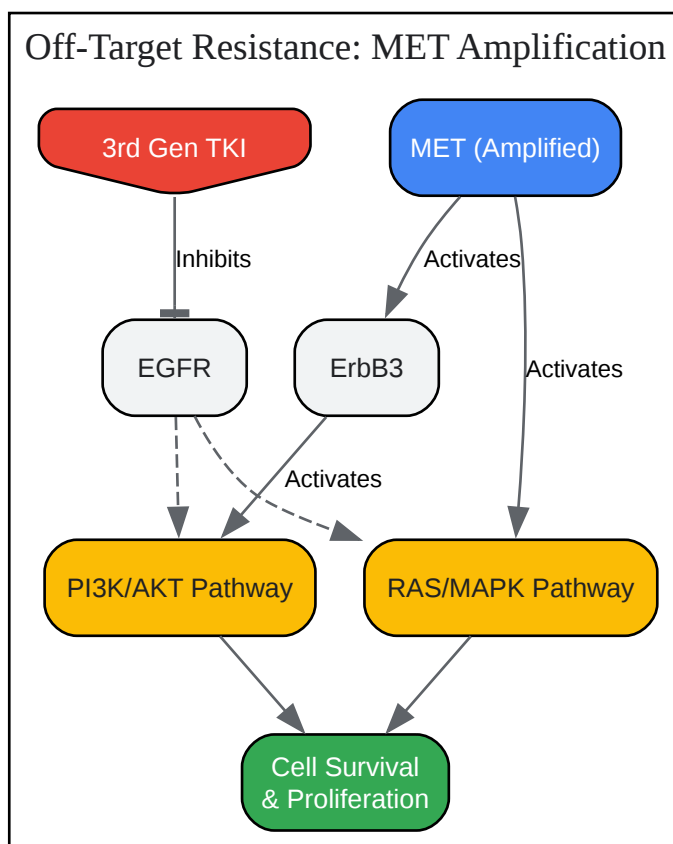 Off-Target Resistance: MET Amplification
3rd Gen TKI
MET (Amplified)
Inhibits
Activates
EGFR
ErbB3
Activates
Activates
PI3K/AKT Pathway
RAS/MAPK Pathway
Cell Survival
& Proliferation